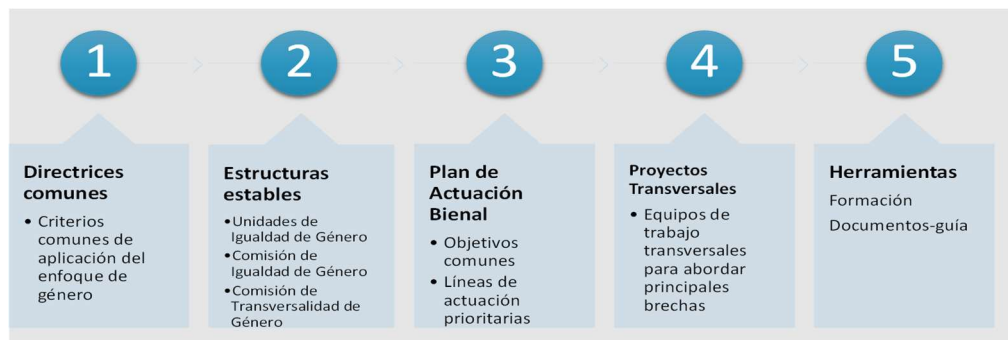 1
2
3
4
5
Directrices
comunes
• Criterios
comunes de
aplicación del
enfoque de
género
Estructuras
estables
•Unidades de
Igualdad de Género
•Comisión de
Igualdad de Género
•Comisión de
Transversalidad de
Género
Plan de
Actuación
Bienal
• Objetivos
comunes
• Líneas de
actuación
prioritarias
Proyectos
Transversales
• Equipos de
trabajo
transversales
para abordar
principales
brechas
Herramientas
Formación
Documentos-guía